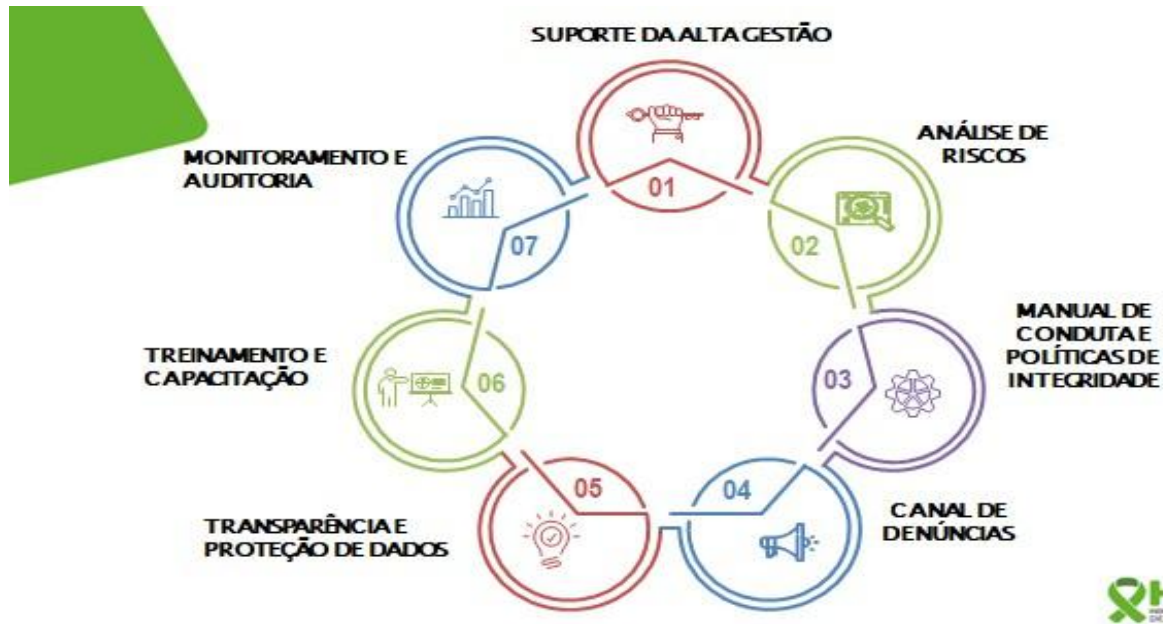 SUPORTE DA ALTA GESTÃO
01
ANÁLISE DE
RISCOS
02
MANUAL DE
CONDUTA E
POLÍTICAS DE
INTEGRIDADE
03
CANAL DE
DENÚNCIAS
04
TRANSPARÊNCIA E
PROTEÇÃO DE DADOS
05
TREINAMENTO E
CAPACITAÇÃO
06
MONITORAMENTO E
AUDITORIA
07